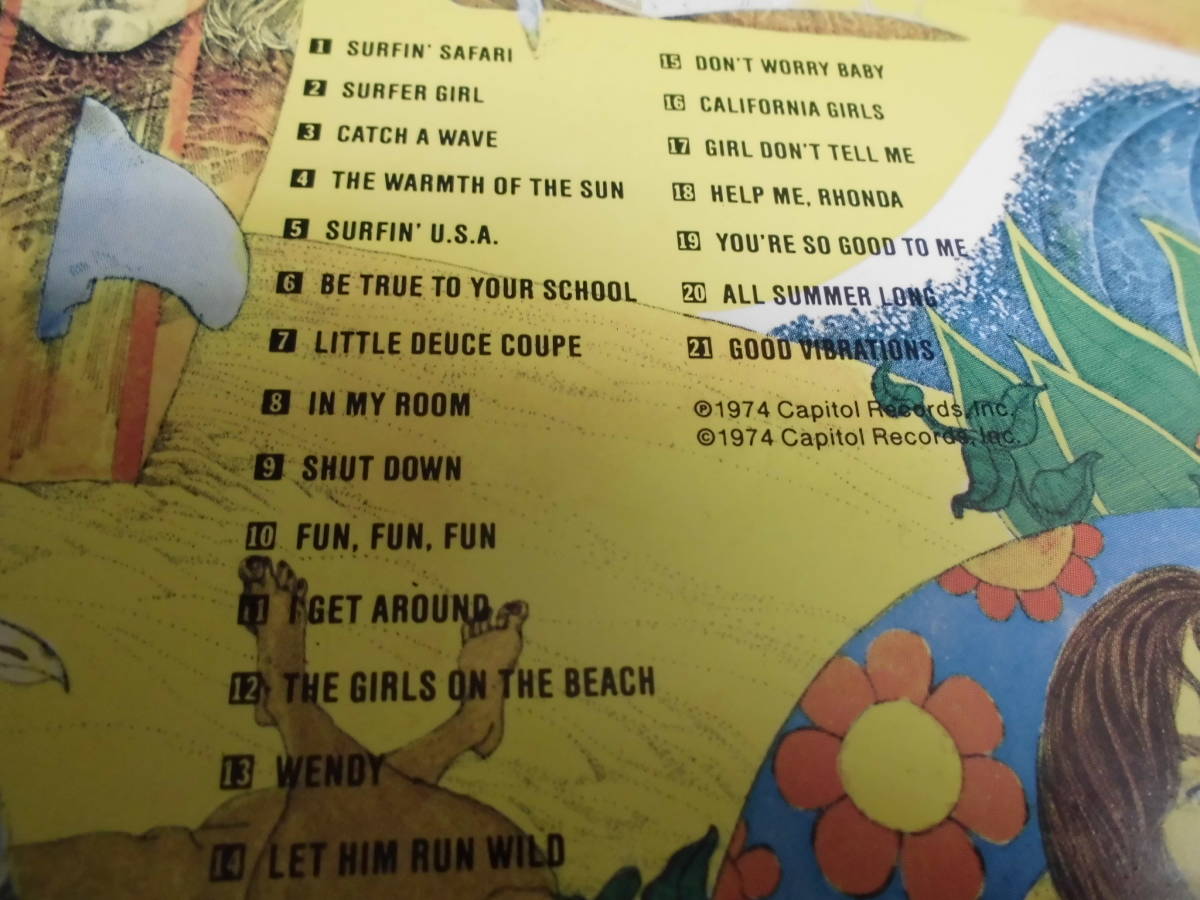 1 SURFIN' SAFARI
2 SURFER GIRL
3 CATCH A WAVE
4 THE WARMTH OF THE SUN
5 SURFIN' U.S.A.
6 BE TRUE TO YOUR SCHOOL
7 LITTLE DEUCE COUPE
8 IN MY ROOM
9 SHUT DOWN
10 FUN, FUN, FUN
11 I GET AROUND
12 THE GIRLS ON THE BEACH
13 WENDY
14 LET HIM RUN WILD
15 DON'T WORRY BABY
16 CALIFORNIA GIRLS
17 GIRL DON'T TELL ME
18 HELP ME, RHONDA
19 YOU'RE SO GOOD TO ME
20 ALL SUMMER LONG
21 GOOD VIBRATIONS
℗1974 Capitol Records, Inc.
©1974 Capitol Records, Inc.